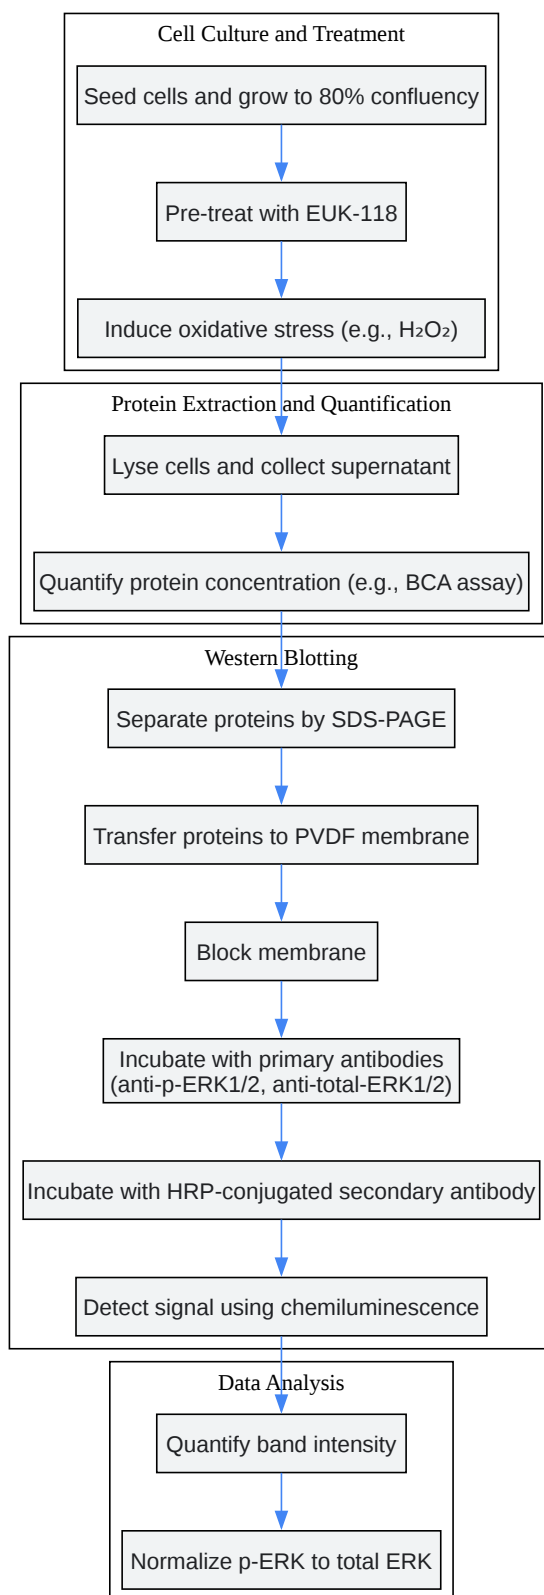 Cell Culture and Treatment
Seed cells and grow to 80% confluency
Pre-treat with EUK-118
Induce oxidative stress (e.g., H₂O₂)
Protein Extraction and Quantification
Lyse cells and collect supernatant
Quantify protein concentration (e.g., BCA assay)
Western Blotting
Separate proteins by SDS-PAGE
Transfer proteins to PVDF membrane
Block membrane
Incubate with primary antibodies
(anti-p-ERK1/2, anti-total-ERK1/2)
Incubate with HRP-conjugated secondary antibody
Detect signal using chemiluminescence
Data Analysis
Quantify band intensity
Normalize p-ERK to total ERK